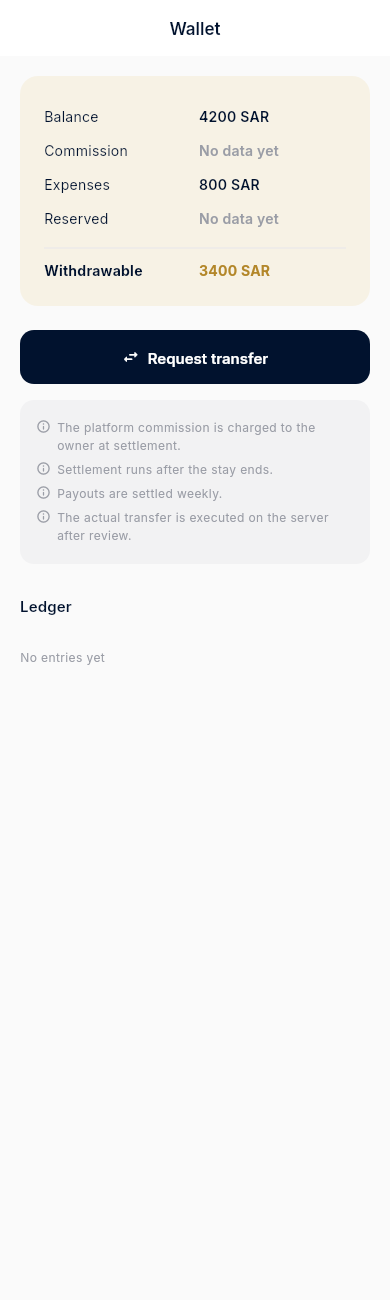 Wallet
Balance 4200 SAR
Commission No data yet
Expenses 800 SAR
Reserved No data yet
Withdrawable 3400 SAR
Request transfer
The platform commission is charged to the
owner at settlement.
Settlement runs after the stay ends.
Payouts are settled weekly.
The actual transfer is executed on the server
after review.
Ledger
No entries yet